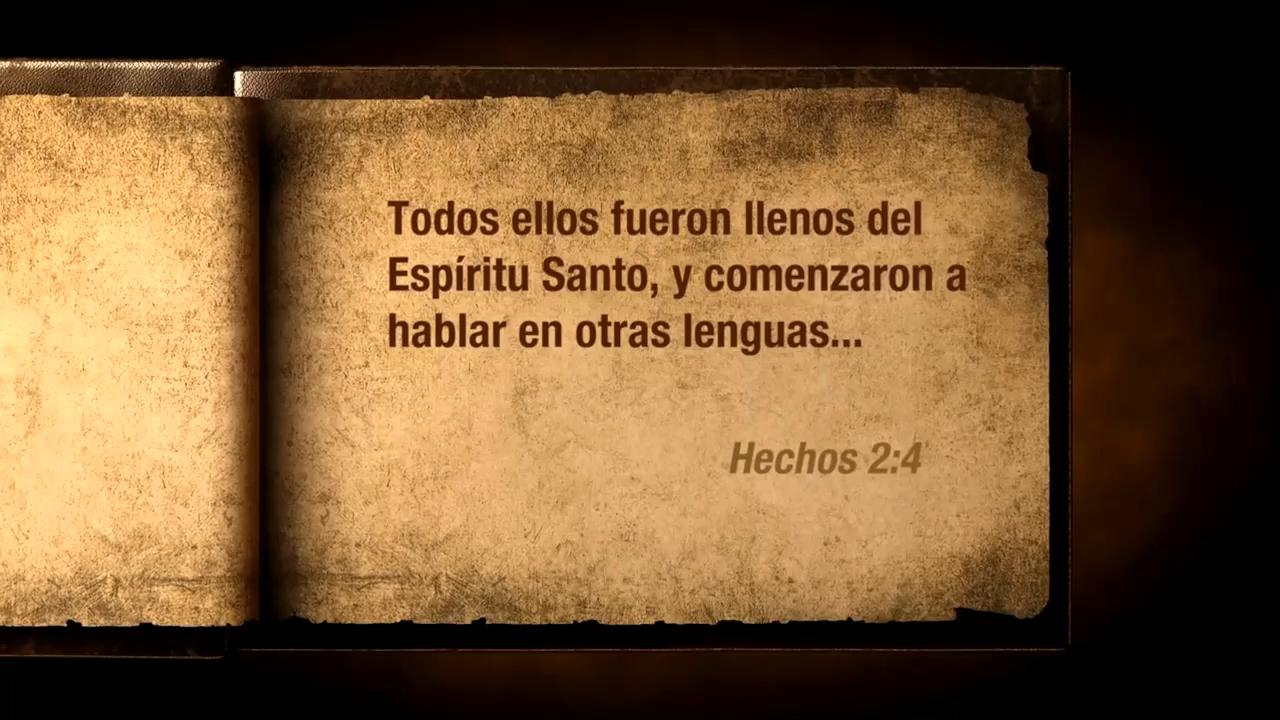 Todos ellos fueron llenos del
Espíritu Santo, y comenzaron a
hablar en otras lenguas...
Hechos 2:4